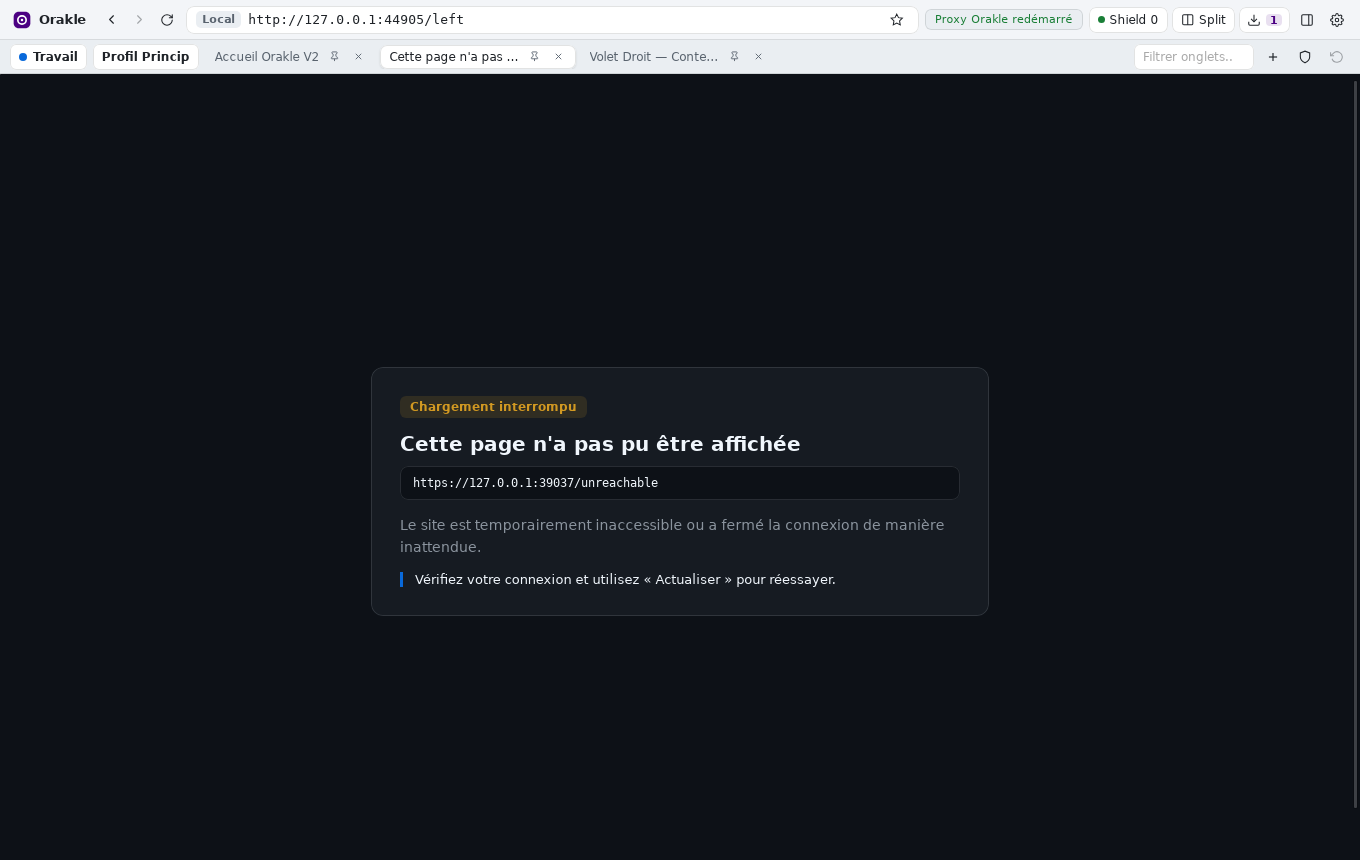 Orakle
Local http://127.0.0.1:44905/left
Proxy Orakle redémarré
Shield 0
Split
1
Travail
Profil Princip
Accueil Orakle V2
Cette page n'a pas ...
Volet Droit — Conte...
Filtrer onglets..
Chargement interrompu
Cette page n'a pas pu être affichée
https://127.0.0.1:39037/unreachable
Le site est temporairement inaccessible ou a fermé la connexion de manière
inattendue.
Vérifiez votre connexion et utilisez « Actualiser » pour réessayer.